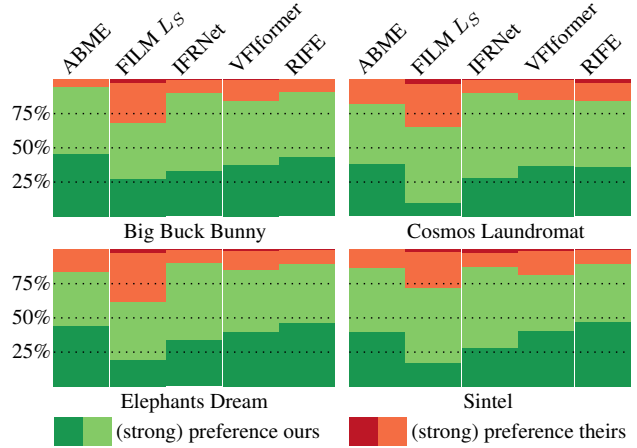 ABME FILM L_S IFRNet VFIformer RIFE ABME FILM L_S IFRNet VFIformer RIFE
75%
50%
25%
Big Buck Bunny Cosmos Laundromat
75%
50%
25%
Elephants Dream Sintel
(strong) preference ours (strong) preference theirs